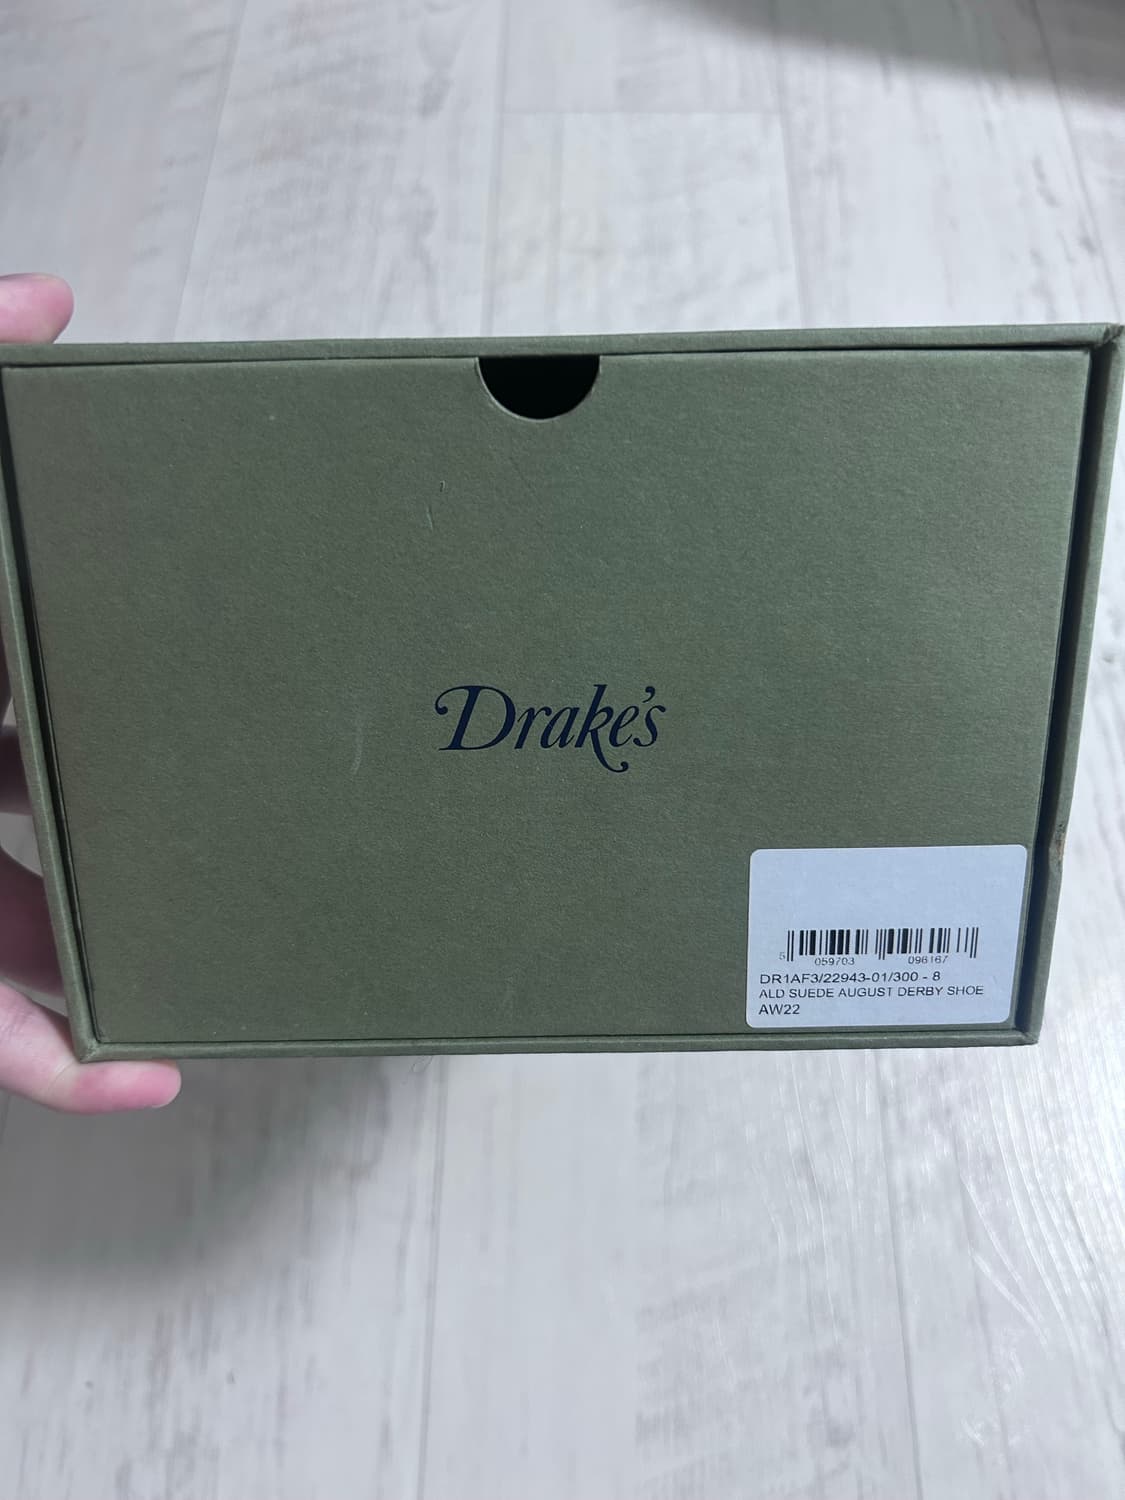 Drake's
5 059703 096167
DR1AF3/22943-01/300 - 8
ALD SUEDE AUGUST DERBY SHOE
AW22